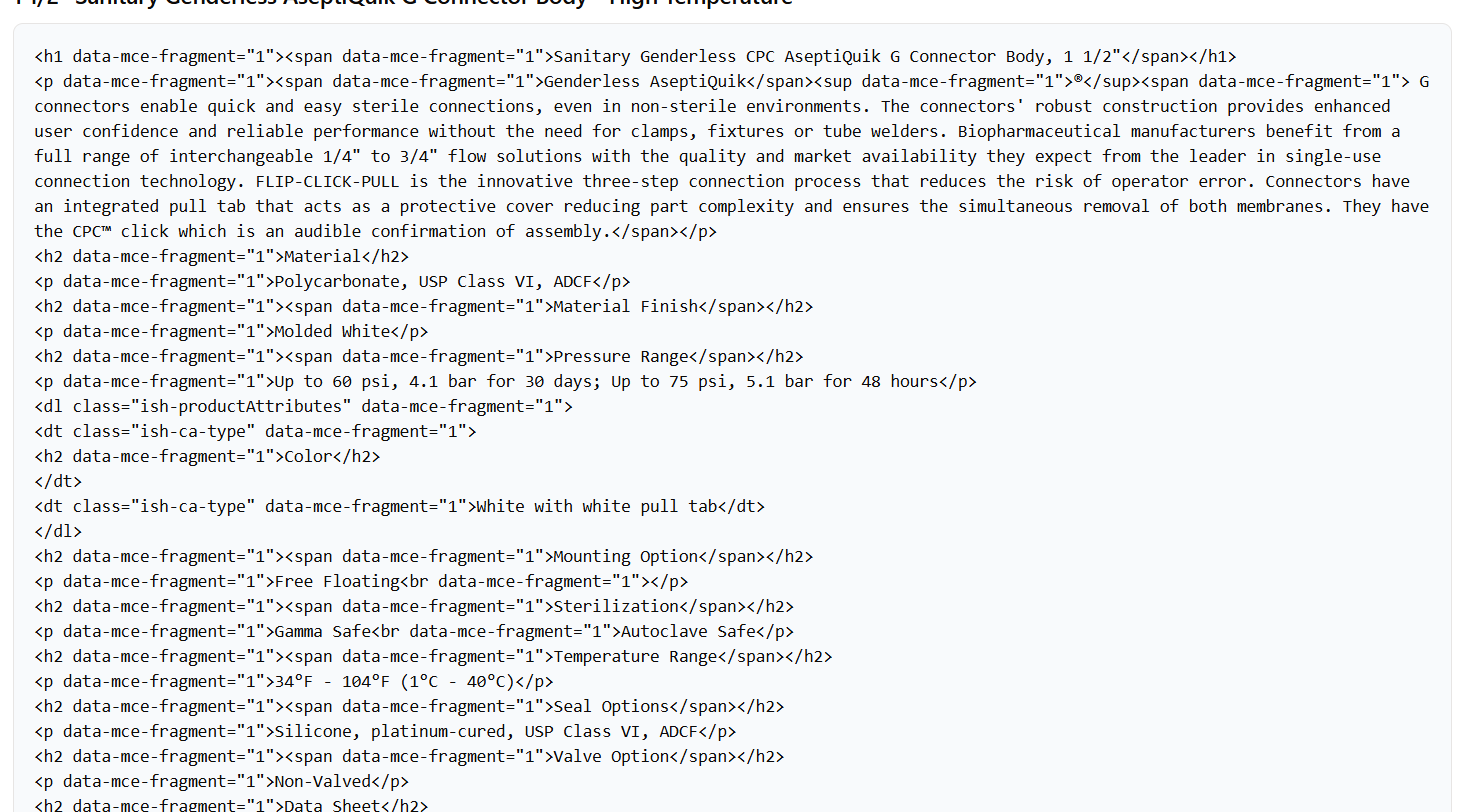 1 1/2" Sanitary Genderless AseptiQuik G Connector Body - High Temperature
<h1 data-mce-fragment="1"><span data-mce-fragment="1">Sanitary Genderless CPC AseptiQuik G Connector Body, 1 1/2"</span></h1>
<p data-mce-fragment="1"><span data-mce-fragment="1">Genderless AseptiQuik</span><sup data-mce-fragment="1">®</sup><span data-mce-fragment="1"> G
connectors enable quick and easy sterile connections, even in non-sterile environments. The connectors' robust construction provides enhanced
user confidence and reliable performance without the need for clamps, fixtures or tube welders. Biopharmaceutical manufacturers benefit from a
full range of interchangeable 1/4" to 3/4" flow solutions with the quality and market availability they expect from the leader in single-use
connection technology. FLIP-CLICK-PULL is the innovative three-step connection process that reduces the risk of operator error. Connectors have
an integrated pull tab that acts as a protective cover reducing part complexity and ensures the simultaneous removal of both membranes. They have
the CPC™ click which is an audible confirmation of assembly.</span></p>
<h2 data-mce-fragment="1">Material</h2>
<p data-mce-fragment="1">Polycarbonate, USP Class VI, ADCF</p>
<h2 data-mce-fragment="1"><span data-mce-fragment="1">Material Finish</span></h2>
<p data-mce-fragment="1">Molded White</p>
<h2 data-mce-fragment="1"><span data-mce-fragment="1">Pressure Range</span></h2>
<p data-mce-fragment="1">Up to 60 psi, 4.1 bar for 30 days; Up to 75 psi, 5.1 bar for 48 hours</p>
<dl class="ish-productAttributes" data-mce-fragment="1">
<dt class="ish-ca-type" data-mce-fragment="1">
<h2 data-mce-fragment="1">Color</h2>
</dt>
<dt class="ish-ca-type" data-mce-fragment="1">White with white pull tab</dt>
</dl>
<h2 data-mce-fragment="1"><span data-mce-fragment="1">Mounting Option</span></h2>
<p data-mce-fragment="1">Free Floating<br data-mce-fragment="1"></p>
<h2 data-mce-fragment="1"><span data-mce-fragment="1">Sterilization</span></h2>
<p data-mce-fragment="1">Gamma Safe<br data-mce-fragment="1">Autoclave Safe</p>
<h2 data-mce-fragment="1"><span data-mce-fragment="1">Temperature Range</span></h2>
<p data-mce-fragment="1">34ºF - 104ºF (1ºC - 40ºC)</p>
<h2 data-mce-fragment="1"><span data-mce-fragment="1">Seal Options</span></h2>
<p data-mce-fragment="1">Silicone, platinum-cured, USP Class VI, ADCF</p>
<h2 data-mce-fragment="1"><span data-mce-fragment="1">Valve Option</span></h2>
<p data-mce-fragment="1">Non-Valved</p>
<h2 data-mce-fragment="1">Data Sheet</h2>